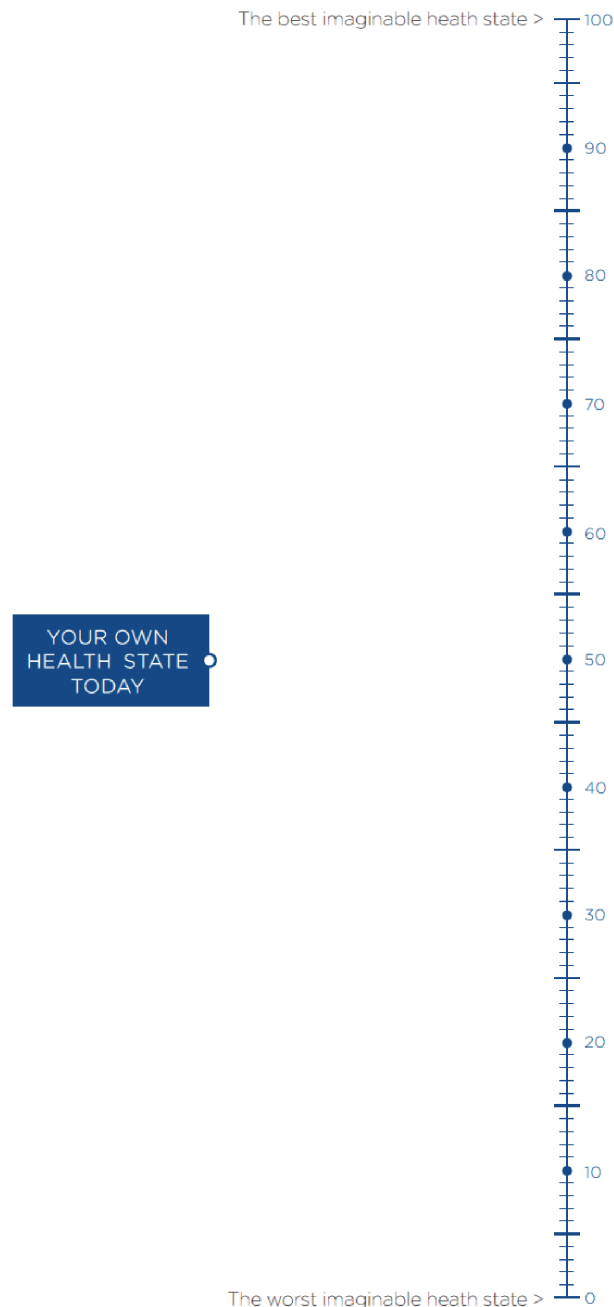 The best imaginable heath state >
100
90
80
70
60
YOUR OWN
HEALTH STATE
TODAY
50
40
30
20
10
The worst imaginable heath state >
0